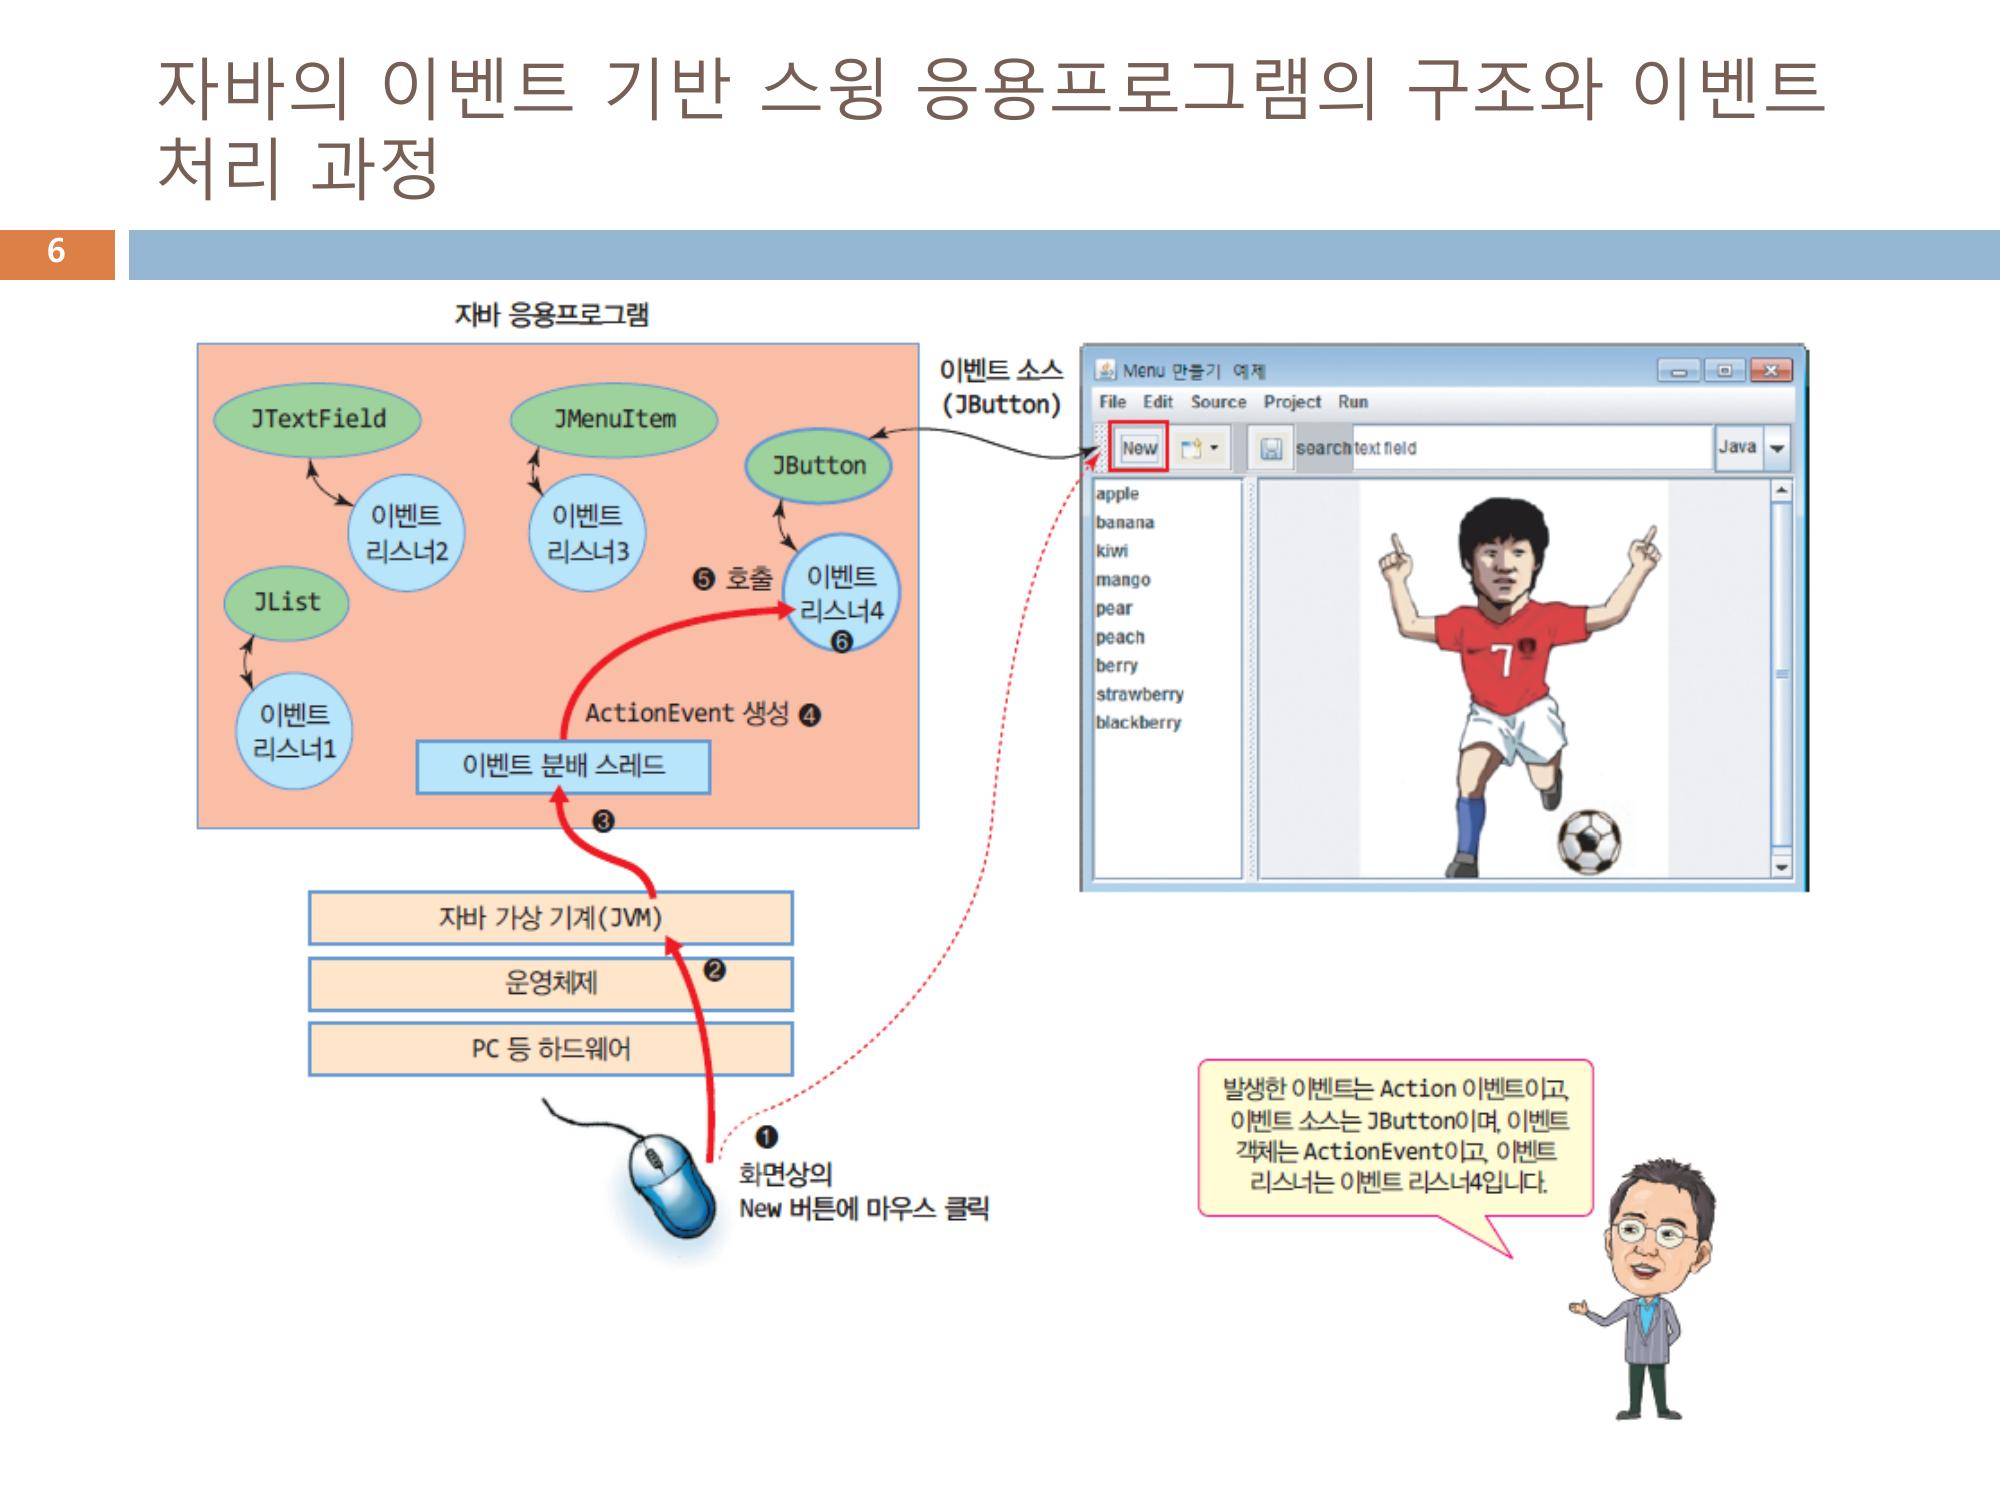 자바의 이벤트 기반 스윙 응용프로그램의 구조와 이벤트
처리 과정
6
자바 응용프로그램
JTextField
JMenuItem
JButton
이벤트
리스너2
이벤트
리스너3
❺ 호출
이벤트
리스너4
❻
JList
이벤트
리스너1
ActionEvent 생성 ❹
이벤트 분배 스레드
❸
자바 가상 기계(JVM)
❷
운영체제
PC 등 하드웨어
❶
화면상의
New 버튼에 마우스 클릭
이벤트 소스
(JButton)
Menu 만들기 예제
File Edit Source Project Run
New search text field Java
apple
banana
kiwi
mango
pear
peach
berry
strawberry
blackberry
7
발생한 이벤트는 Action 이벤트이고,
이벤트 소스는 JButton이며, 이벤트
객체는 ActionEvent이고, 이벤트
리스너는 이벤트 리스너4입니다.